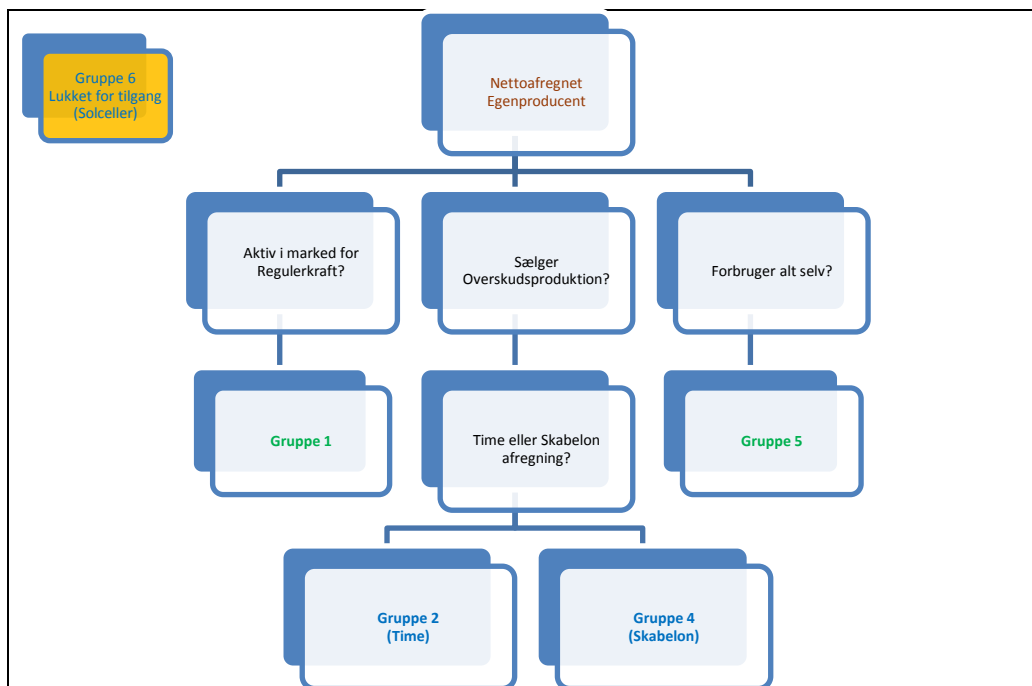 Gruppe 6
Lukket for tilgang
(Solceller)
Nettoafregnet
Egenproducent
Aktiv i marked for
Regulerkraft?
Sælger
Overskudsproduktion?
Forbruger alt selv?
Gruppe 1
Time eller Skabelon
afregning?
Gruppe 5
Gruppe 2
(Time)
Gruppe 4
(Skabelon)